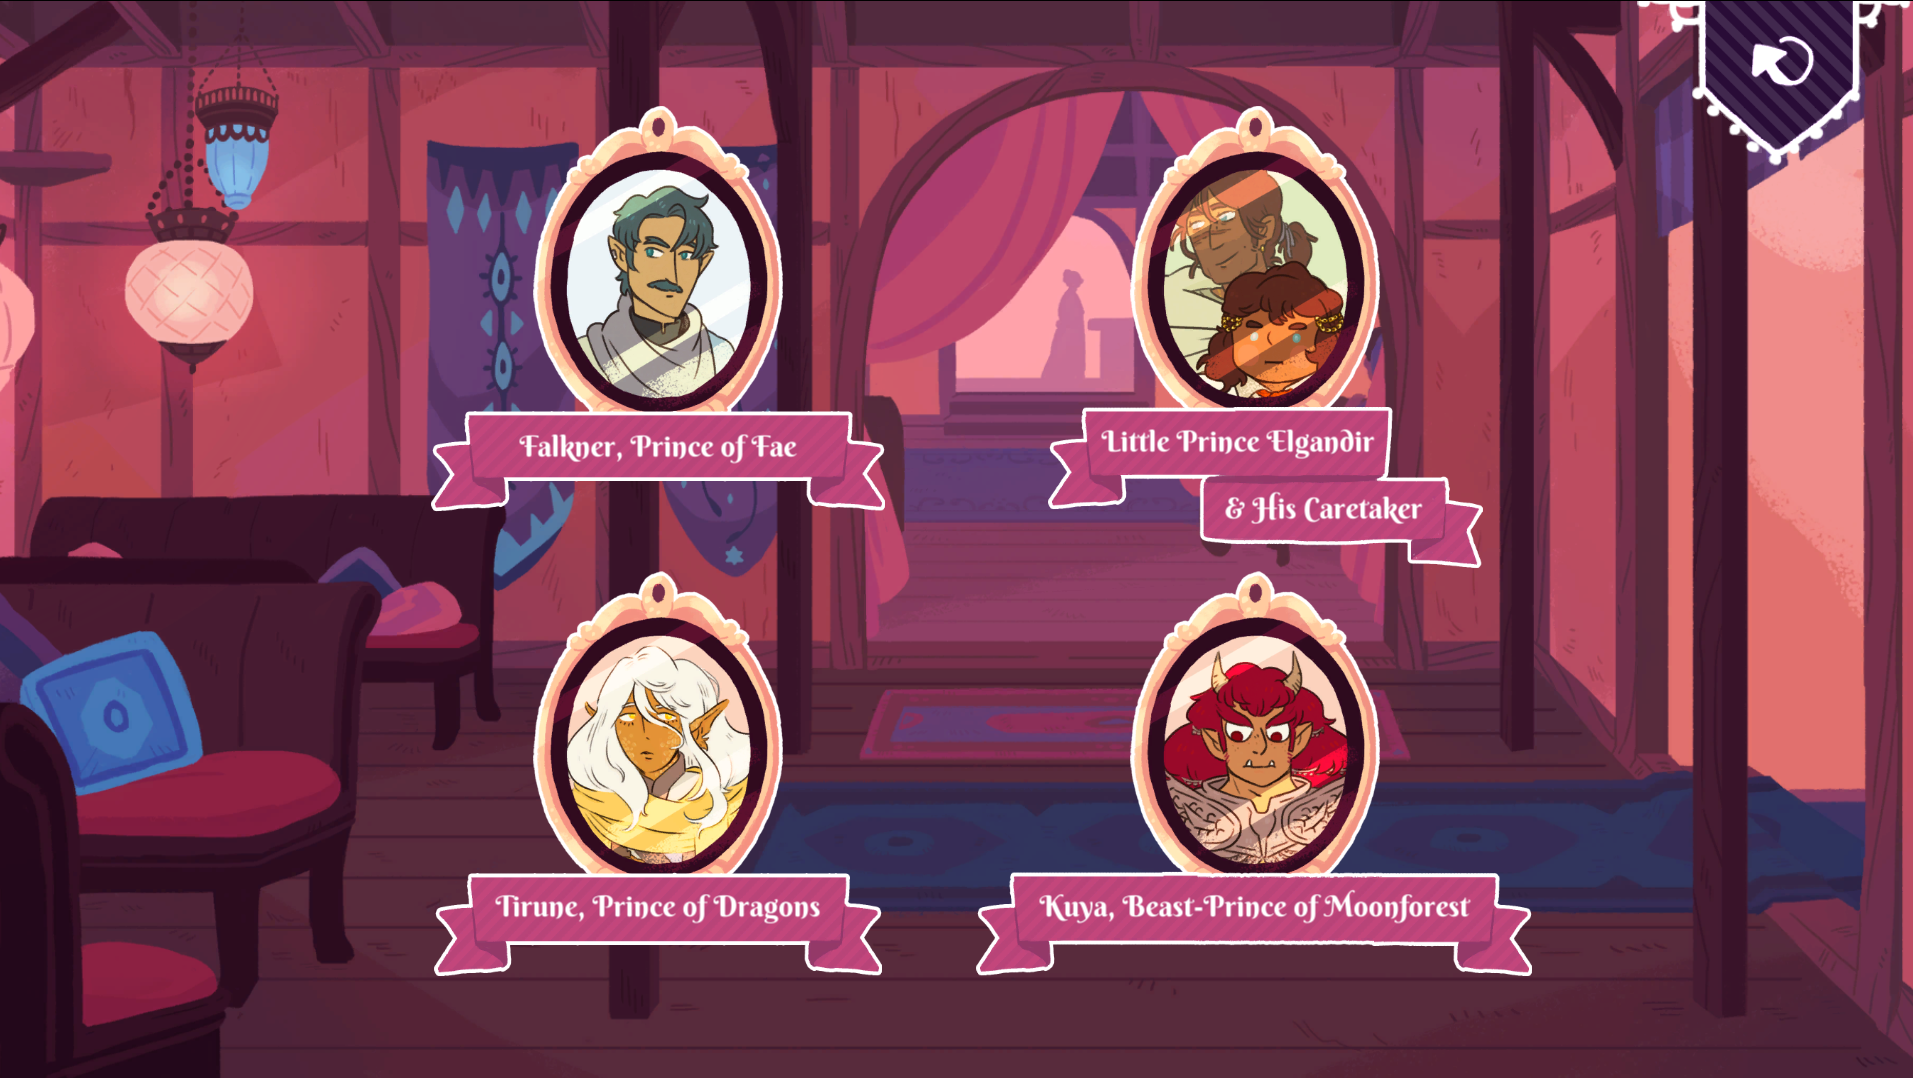 Falkner, Prince of Fae
Little Prince Elgandir
& His Caretaker
Tirune, Prince of Dragons
Kuya, Beast-Prince of Moonforest